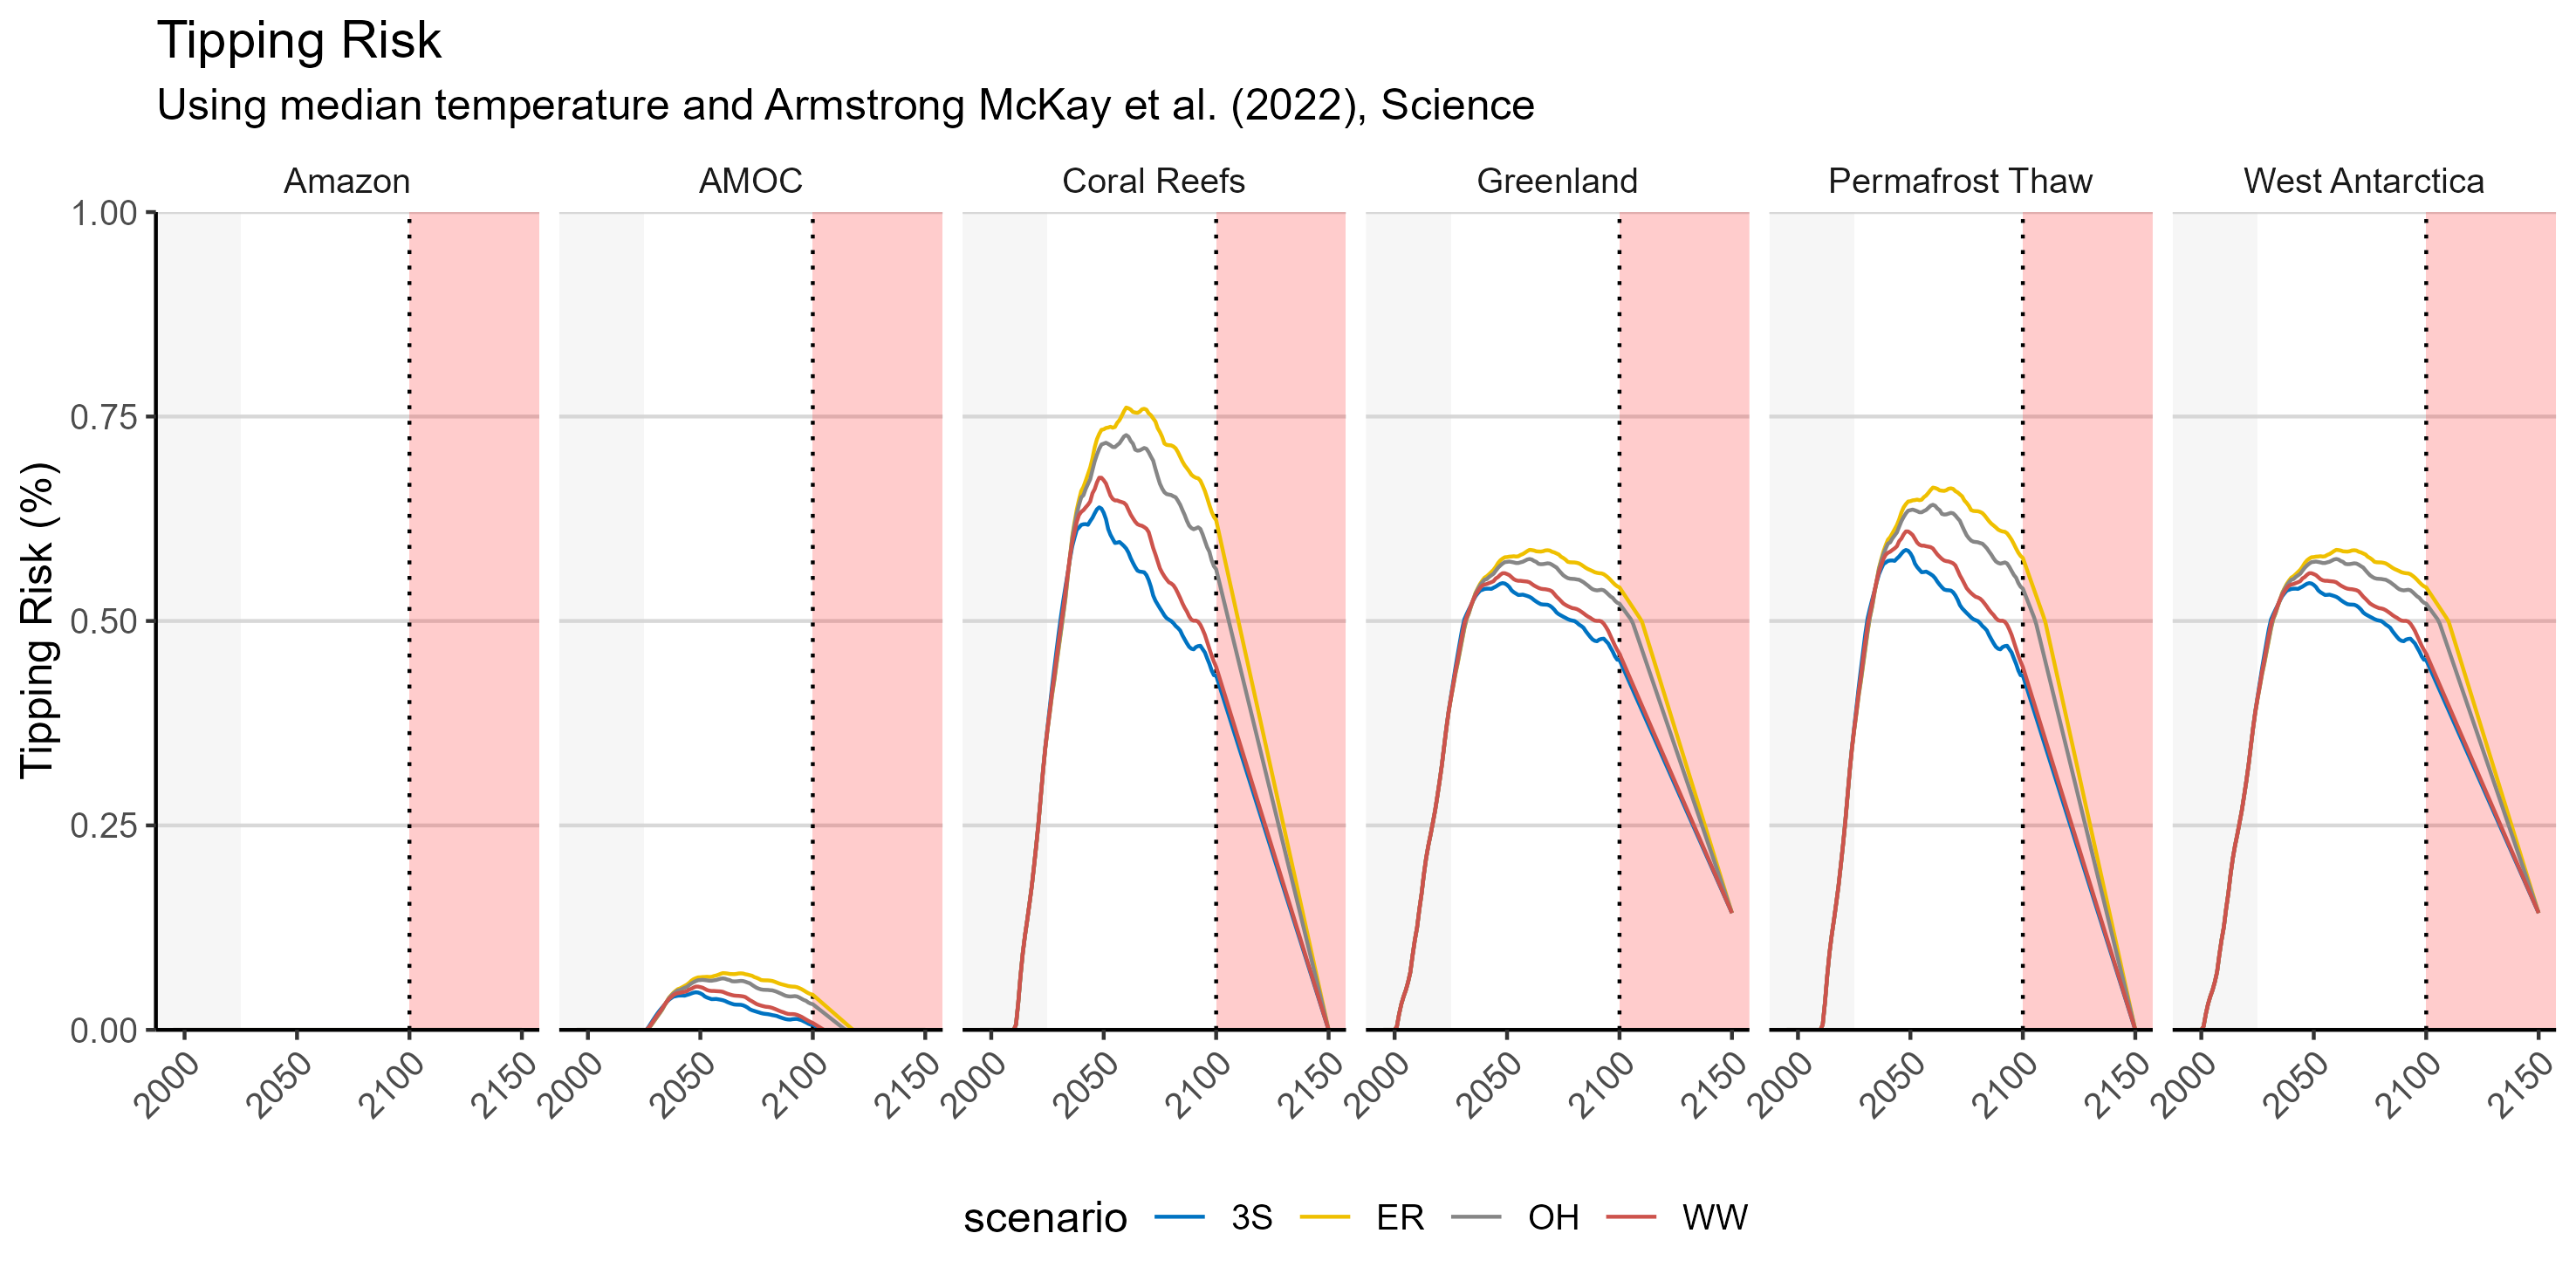 Tipping Risk
Using median temperature and Armstrong McKay et al. (2022), Science
Amazon AMOC Coral Reefs Greenland Permafrost Thaw West Antarctica
Tipping Risk (%)
1.00
0.75
0.50
0.25
0.00
2000 2050 2100 2150 2000 2050 2100 2150 2000 2050 2100 2150 2000 2050 2100 2150 2000 2050 2100 2150 2000 2050 2100 2150
scenario 3S ER OH WW